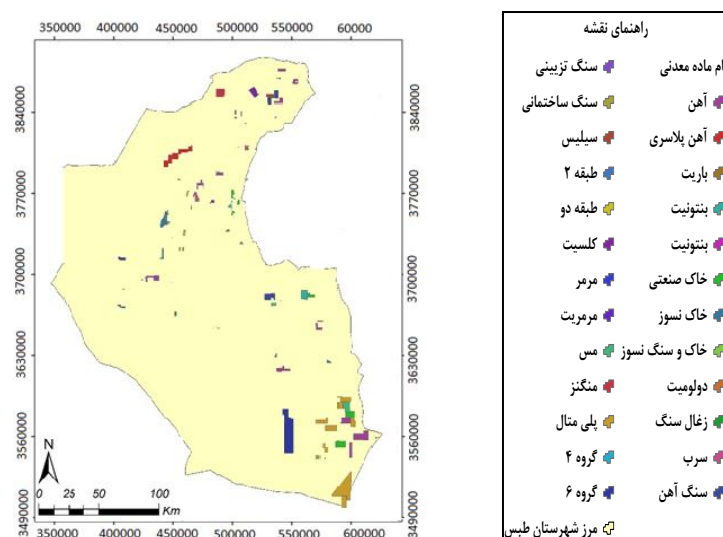 350000 400000 450000 500000 550000 60000
3840000 3840000
3770000 3770000
3700000 3700000
3630000 3630000
3560000 3560000
3490000 3490000
N
0 25 50 100
Km
350000 400000 450000 500000 550000 600000
راهنمای نقشه
ام ماده معدنی
آهن
آهن پلاسری
باریت
بنتونیت
بنتونیت
خاک صنعتی
خاک نسوز
خاک و سنگ نسوز
دولومیت
زغال سنگ
سرب
سنگ آهن
سنگ تزیینی
سنگ ساختمانی
سیلیس
طبقه ۲
طبقه دو
کلسیت
مرمر
مرمریت
مس
منگنز
پلی متال
گروه ۴
گروه ۶
مرز شهرستان طبس